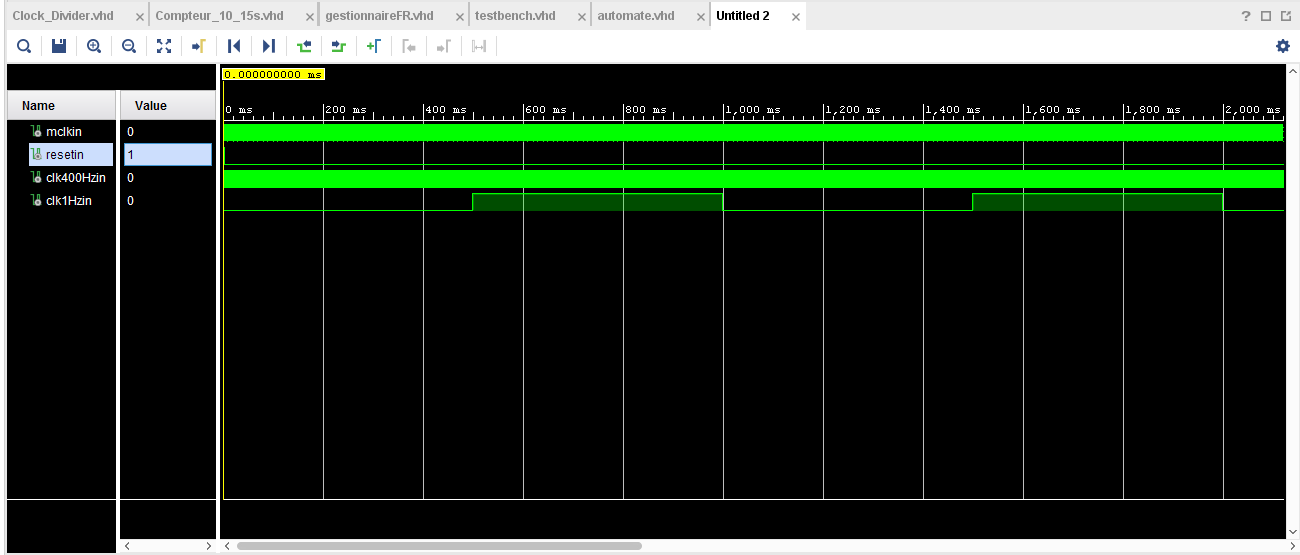 Clock_Divider.vhd × Compteur_10_15s.vhd × gestionnaireFR.vhd × testbench.vhd × automate.vhd × Untitled 2 ×
?
0.000000000 ms
Name Value
0 ms 200 ms 400 ms 600 ms 800 ms 1,000 ms 1,200 ms 1,400 ms 1,600 ms 1,800 ms 2,000 ms
mclkin 0
resetin 1
clk400Hzin 0
clk1Hzin 0